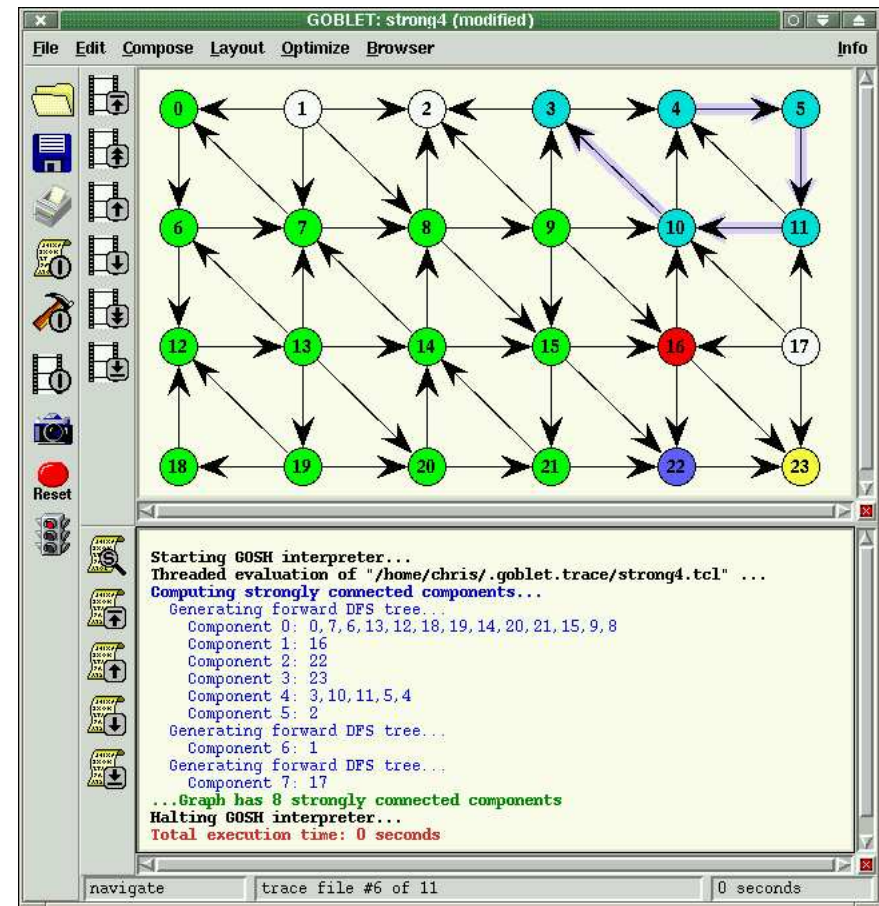 GOBLET: strong4 (modified)
File Edit Compose Layout Optimize Browser Info
0 1 2 3 4 5
6 7 8 9 10 11
12 13 14 15 16 17
18 19 20 21 22 23
Reset
Starting GOSH interpreter...
Threaded evaluation of "/home/chris/.goblet.trace/strong4.tcl" ...
Computing strongly connected components...
Generating forward DFS tree...
Component 0: 0,7,6,13,12,18,19,14,20,21,15,9,8
Component 1: 16
Component 2: 22
Component 3: 23
Component 4: 3,10,11,5,4
Component 5: 2
Generating forward DFS tree...
Component 6: 1
Generating forward DFS tree...
Component 7: 17
...Graph has 8 strongly connected components
Halting GOSH interpreter...
Total execution time: 0 seconds
navigate trace file #6 of 11 0 seconds